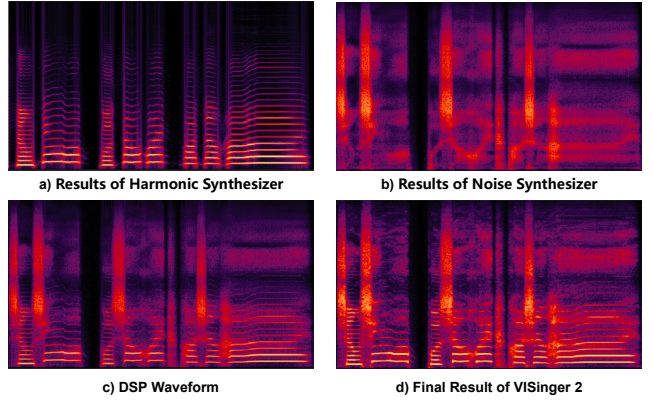 a) Results of Harmonic Synthesizer
b) Results of Noise Synthesizer
c) DSP Waveform
d) Final Result of VISinger 2